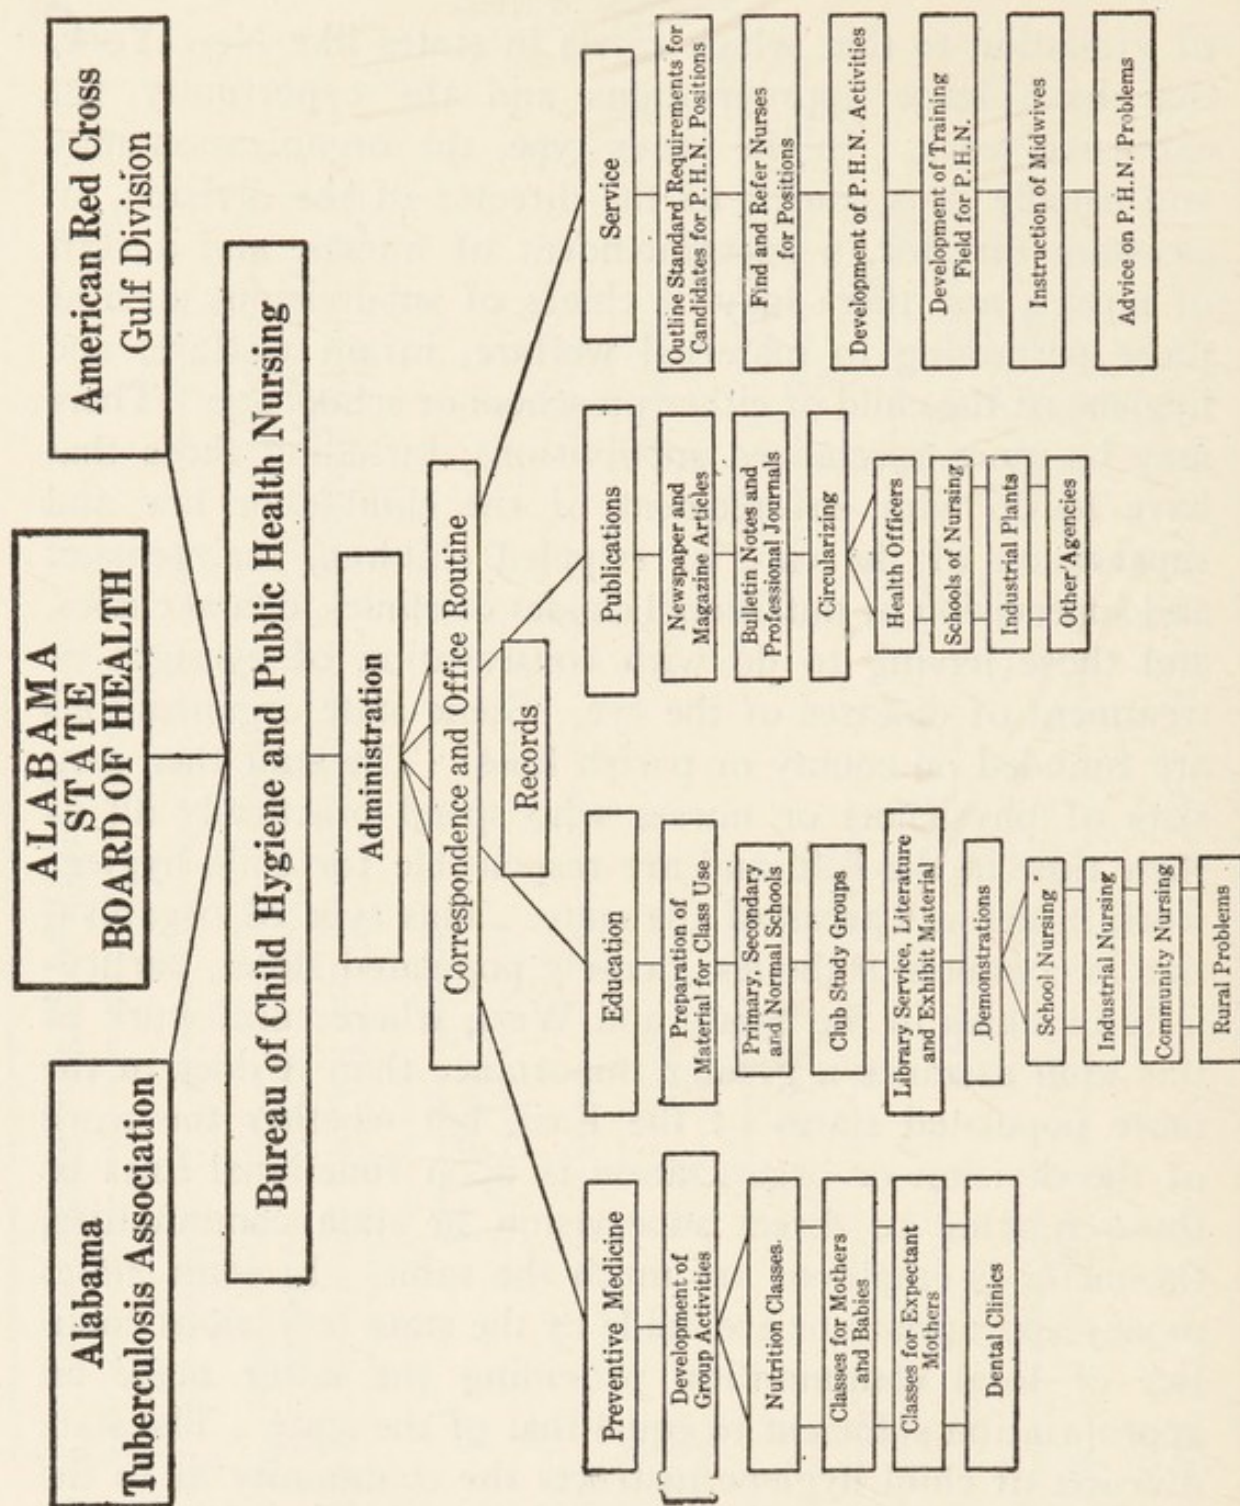 ALABAMA
STATE
BOARD OF HEALTH
Alabama
Tuberculosis Association
American Red Cross
Gulf Division
Bureau of Child Hygiene and Public Health Nursing
Administration
Correspondence and Office Routine
Records
Preventive Medicine
Development of
Group Activities
Nutrition Classes.
Classes for Mothers
and Babies
Classes for Expectant
Mothers
Dental Clinics
Education
Preparation of
Material for Class Use
Primary, Secondary
and Normal Schools
Club Study Groups
Library Service, Literature
and Exhibit Material
Demonstrations
School Nursing
Industrial Nursing
Community Nursing
Rural Problems
Publications
Newspaper and
Magazine Articles
Bulletin Notes and
Professional Journals
Circularizing
Health Officers
Schools of Nursing
Industrial Plants
Other Agencies
Service
Outline Standard Requirements for
Candidates for P.H.N. Positions
Find and Refer Nurses
for Positions
Development of P.H.N. Activities
Development of Training
Field for P.H.N.
Instruction of Midwives
Advice on P.H.N. Problems